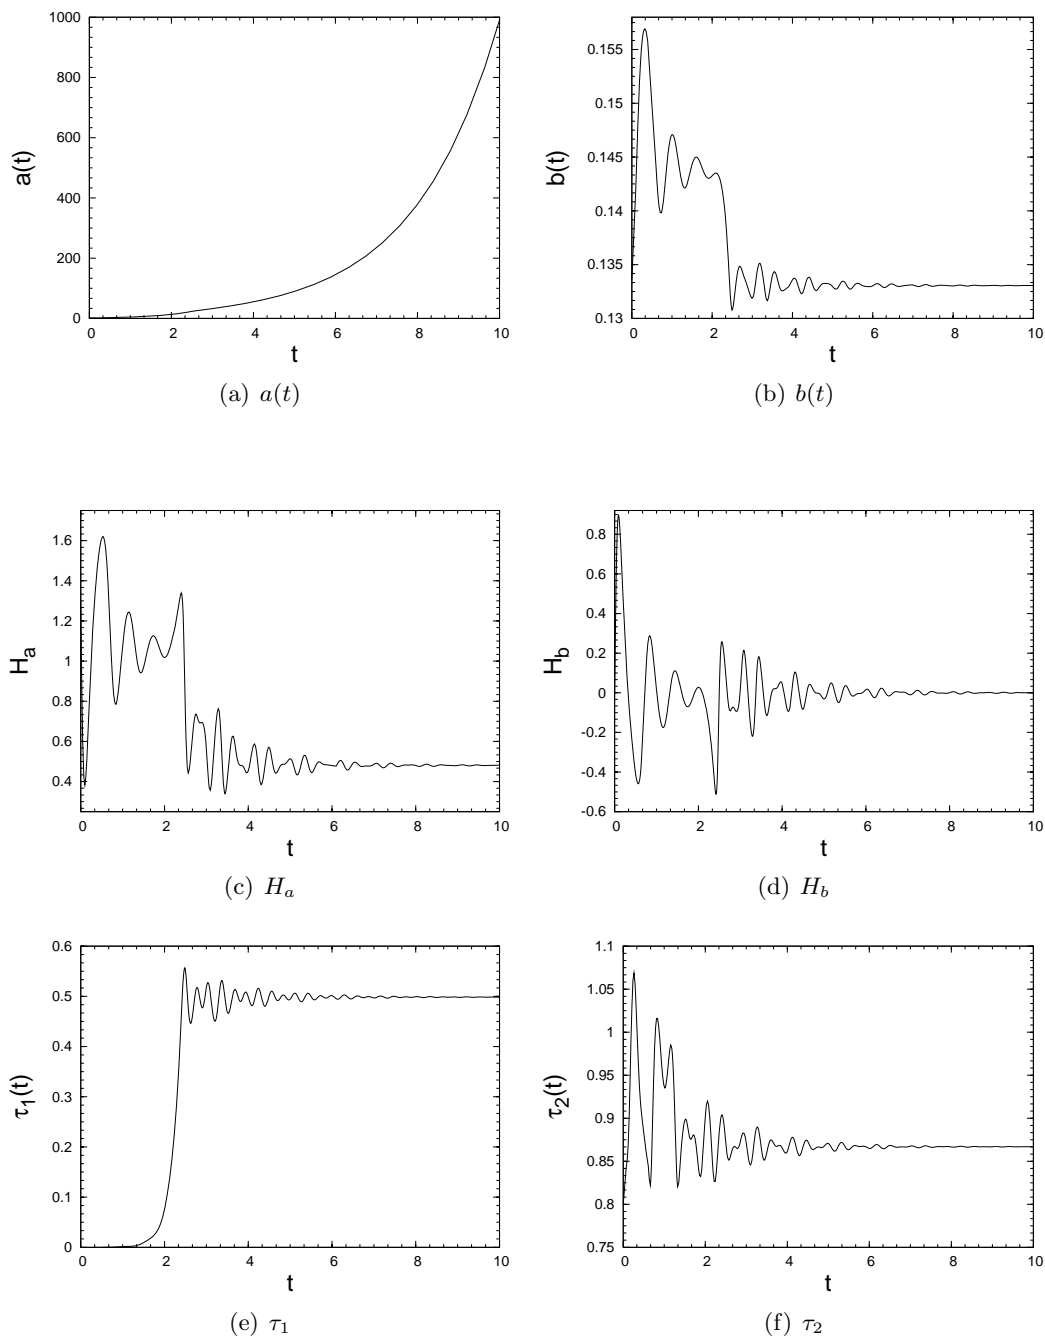 1000
800
600
400
200
0
0 2 4 6 8 10
a(t)
t
(a) a(t)
0.155
0.15
0.145
0.14
0.135
0.13
0 2 4 6 8 10
b(t)
t
(b) b(t)
1.6
1.4
1.2
1
0.8
0.6
0.4
0 2 4 6 8 10
H_a
t
(c) H_a
0.8
0.6
0.4
0.2
0
-0.2
-0.4
-0.6
0 2 4 6 8 10
H_b
t
(d) H_b
0.6
0.5
0.4
0.3
0.2
0.1
0
0 2 4 6 8 10
τ_1(t)
t
(e) τ_1
1.1
1.05
1
0.95
0.9
0.85
0.8
0.75
0 2 4 6 8 10
τ_2(t)
t
(f) τ_2